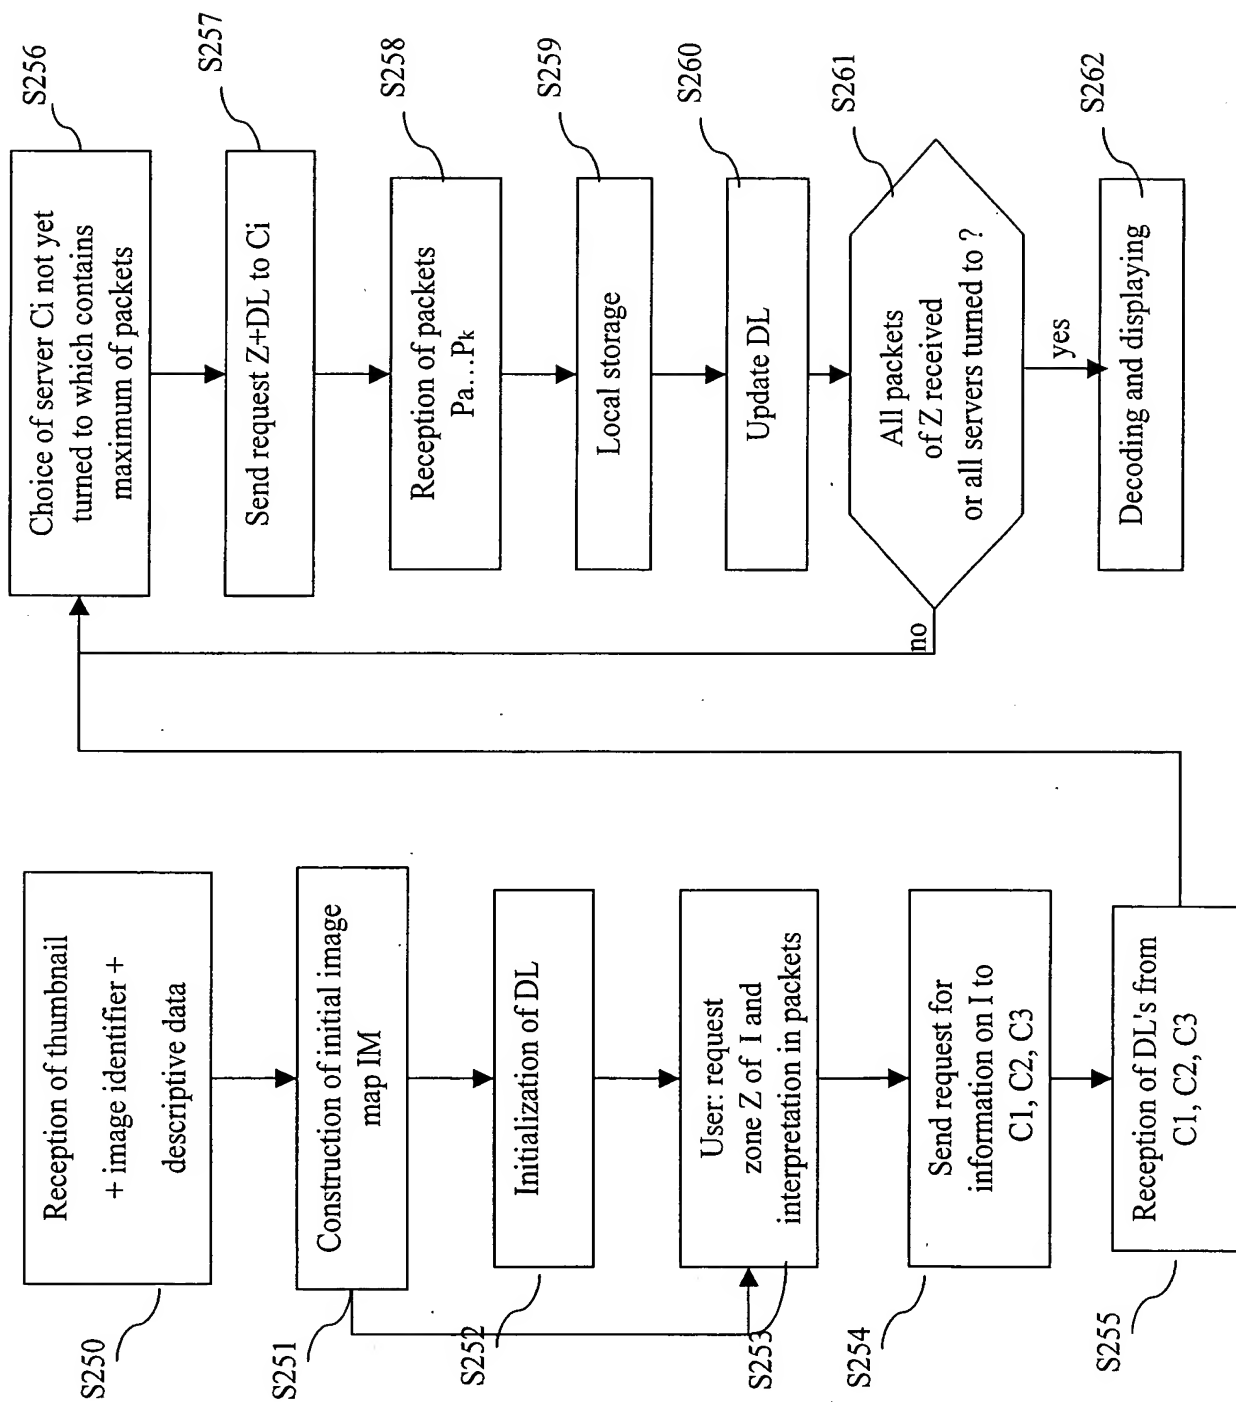 Reception of thumbnail
+ image identifier +
descriptive data
S250
Construction of initial image
map IM
S251
Initialization of DL
S252
User: request
zone Z of I and
interpretation in packets
S253
Send request for
information on I to
C1, C2, C3
S254
Reception of DL's from
C1, C2, C3
S255
Choice of server Ci not yet
turned to which contains
maximum of packets
S256
Send request Z+DL to Ci
S257
Reception of packets
Pa...Pk
S258
Local storage
S259
Update DL
S260
All packets
of Z received
or all servers turned to ?
S261
no
yes
Decoding and displaying
S262